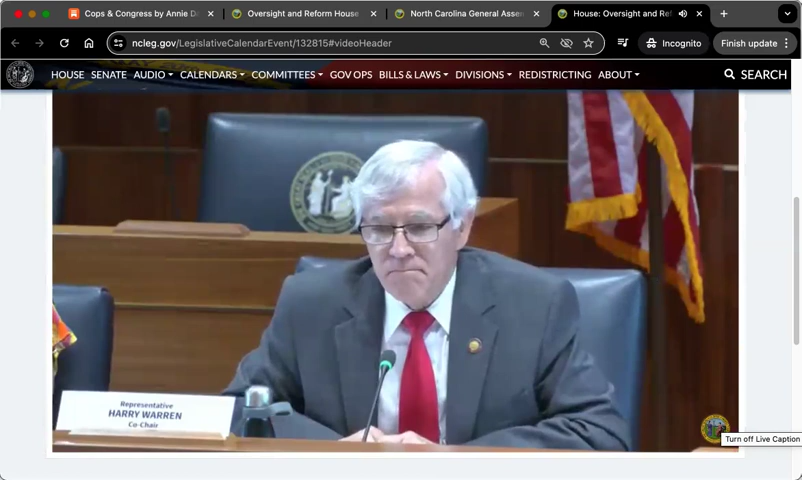 Cops & Congress by Annie D
Oversight and Reform House
North Carolina General Assem
House: Oversight and Ref
ncleg.gov/LegislativeCalendarEvent/132815#videoHeader
Incognito
Finish update
HOUSE SENATE AUDIO CALENDARS COMMITTEES GOV OPS BILLS & LAWS DIVISIONS REDISTRICTING ABOUT SEARCH
Representative
HARRY WARREN
Co-Chair
Turn off Live Caption